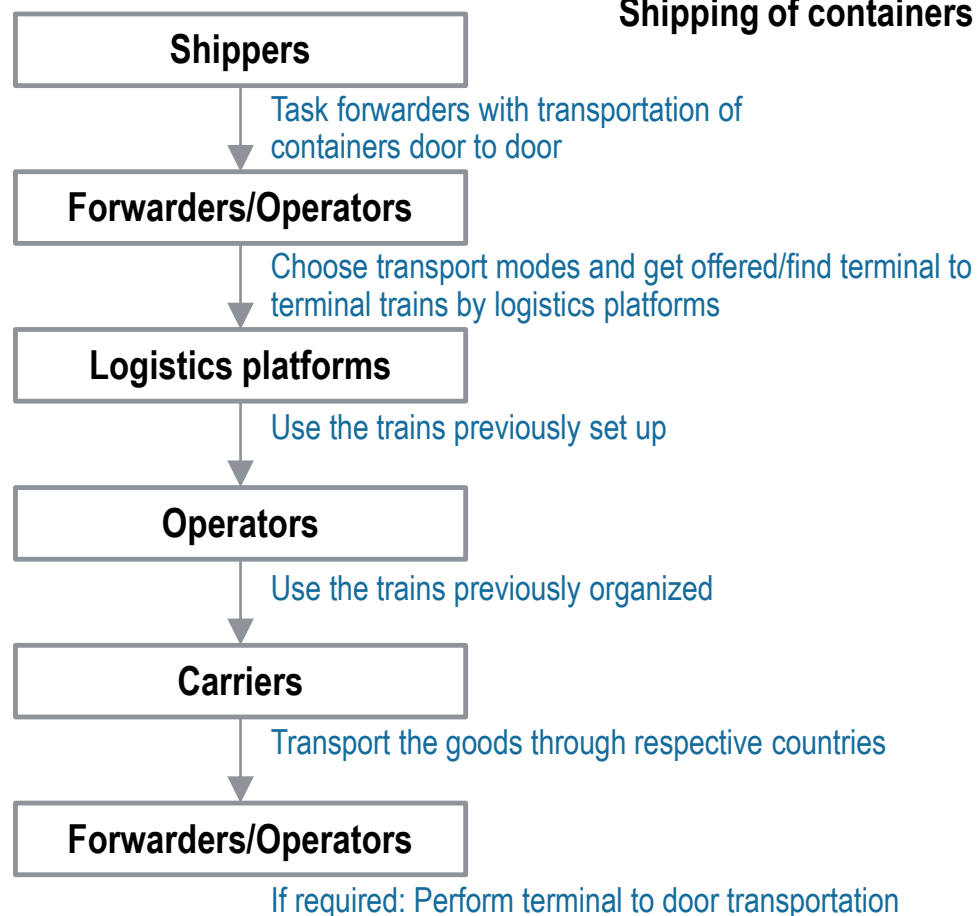 Shipping of containers
Shippers
Task forwarders with transportation of
containers door to door
Forwarders/Operators
Choose transport modes and get offered/find terminal to
terminal trains by logistics platforms
Logistics platforms
Use the trains previously set up
Operators
Use the trains previously organized
Carriers
Transport the goods through respective countries
Forwarders/Operators
If required: Perform terminal to door transportation